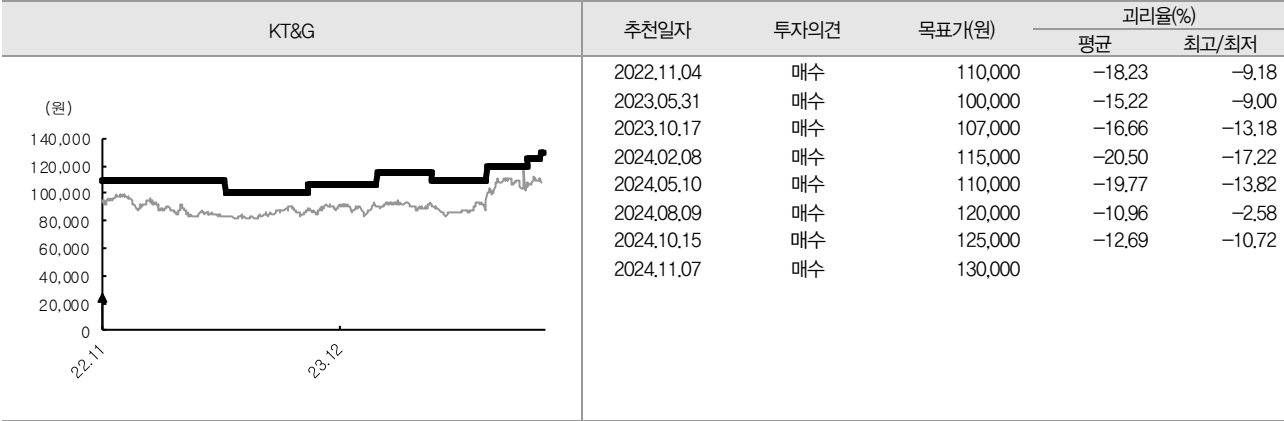 KT&G
추천일자 투자의견 목표가(원) 괴리율(%)
평균 최고/최저
2022.11.04 매수 110,000 −18.23 −9.18
2023.05.31 매수 100,000 −15.22 −9.00
2023.10.17 매수 107,000 −16.66 −13.18
2024.02.08 매수 115,000 −20.50 −17.22
2024.05.10 매수 110,000 −19.77 −13.82
2024.08.09 매수 120,000 −10.96 −2.58
2024.10.15 매수 125,000 −12.69 −10.72
2024.11.07 매수 130,000
(원)
140,000
120,000
100,000
80,000
60,000
40,000
20,000
0
22.11
23.12